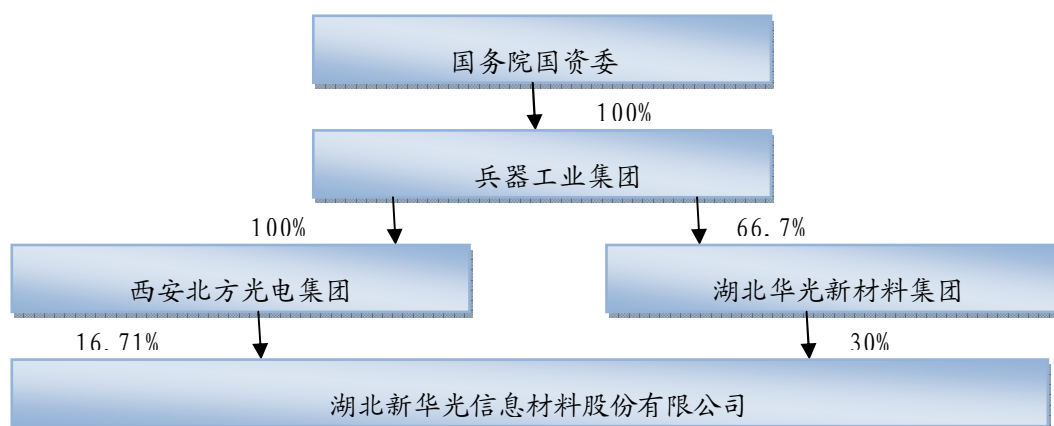 国务院国资委
100%
兵器工业集团
100%
66.7%
西安北方光电集团
湖北华光新材料集团
16.71%
30%
湖北新华光信息材料股份有限公司